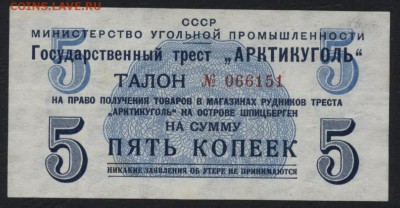 COINS.LAVE.RU
СССР
МИНИСТЕРСТВО УГОЛЬНОЙ ПРОМЫШЛЕННОСТИ
Государственный трест „АРКТИКУГОЛЬ"
5 ТАЛОН № 066151 5
НА ПРАВО ПОЛУЧЕНИЯ ТОВАРОВ В МАГАЗИНАХ РУДНИКОВ ТРЕСТА
„АРКТИКУГОЛЬ" НА ОСТРОВЕ ШПИЦБЕРГЕН
НА СУММУ
5 ПЯТЬ КОПЕЕК 5
НИКАКИЕ ЗАЯВЛЕНИЯ ОБ УТЕРЕ НЕ ПРИНИМАЮТСЯ